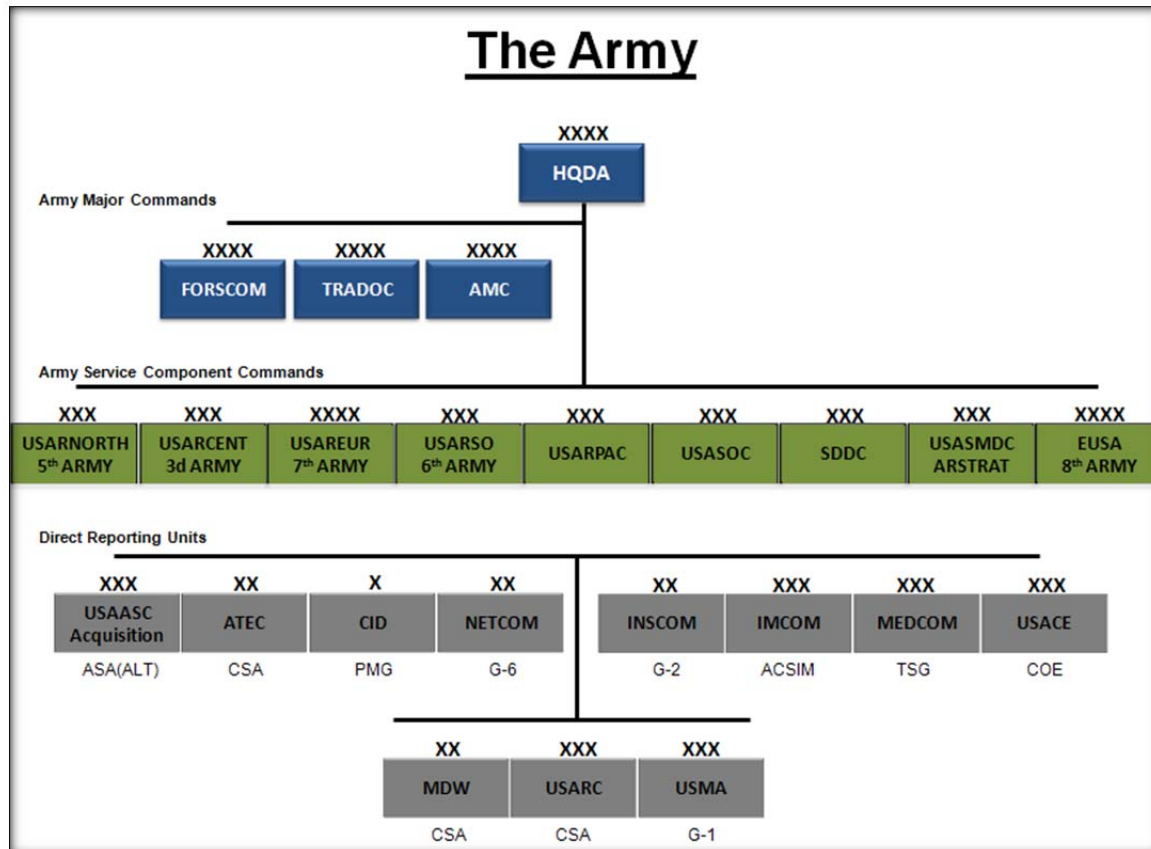 The Army
XXXX
HQDA
Army Major Commands
XXXX XXXX XXXX
FORSCOM TRADOC AMC
Army Service Component Commands
XXX XXX XXXX XXX XXX XXX XXX XXX XXXX
USARNORTH USARCENT USAREUR USARSO USARPAC USASOC SDDC USASMDC EUSA
5th ARMY 3d ARMY 7th ARMY 6th ARMY ARSTRAT 8th ARMY
Direct Reporting Units
XXX XX X XX XX XXX XXX XXX
USAASC ATEC CID NETCOM INSCOM IMCOM MEDCOM USACE
Acquisition
ASA(ALT) CSA PMG G-6 G-2 ACSIM TSG COE
XX XXX XXX
MDW USARC USMA
CSA CSA G-1